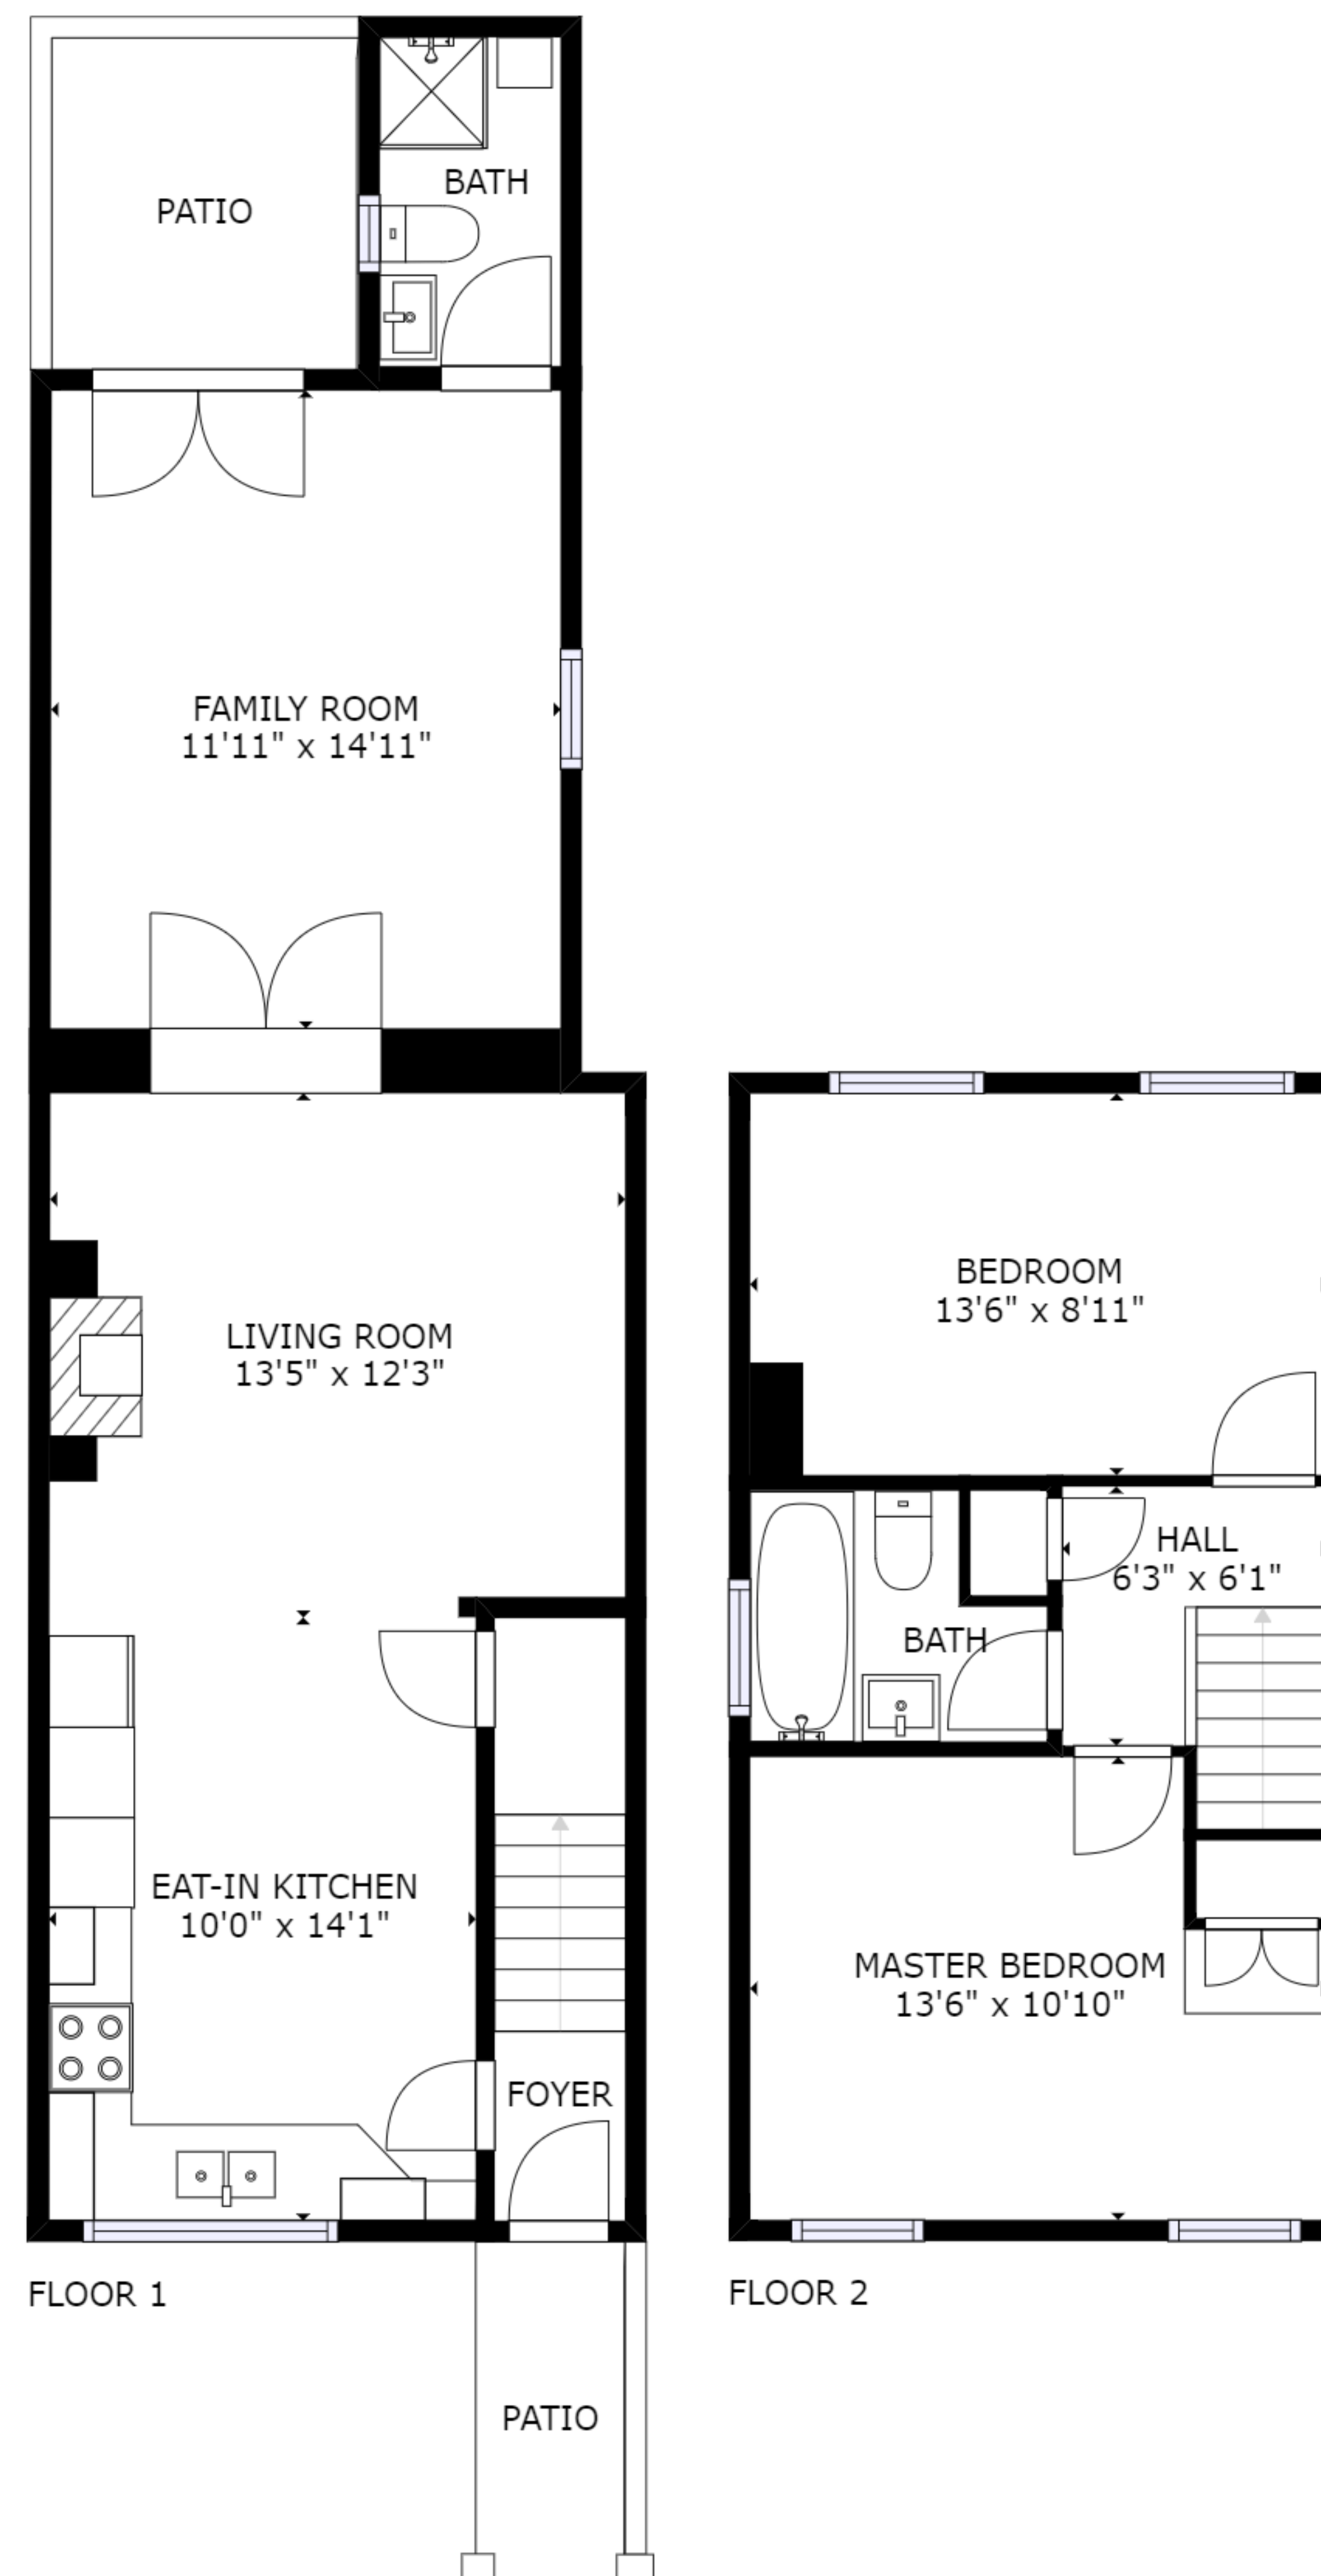 PATIO
BATH
FAMILY ROOM
11'11" x 14'11"
LIVING ROOM
13'5" x 12'3"
EAT-IN KITCHEN
10'0" x 14'1"
FOYER
FLOOR 1
PATIO
BEDROOM
13'6" x 8'11"
HALL
6'3" x 6'1"
BATH
MASTER BEDROOM
13'6" x 10'10"
FLOOR 2